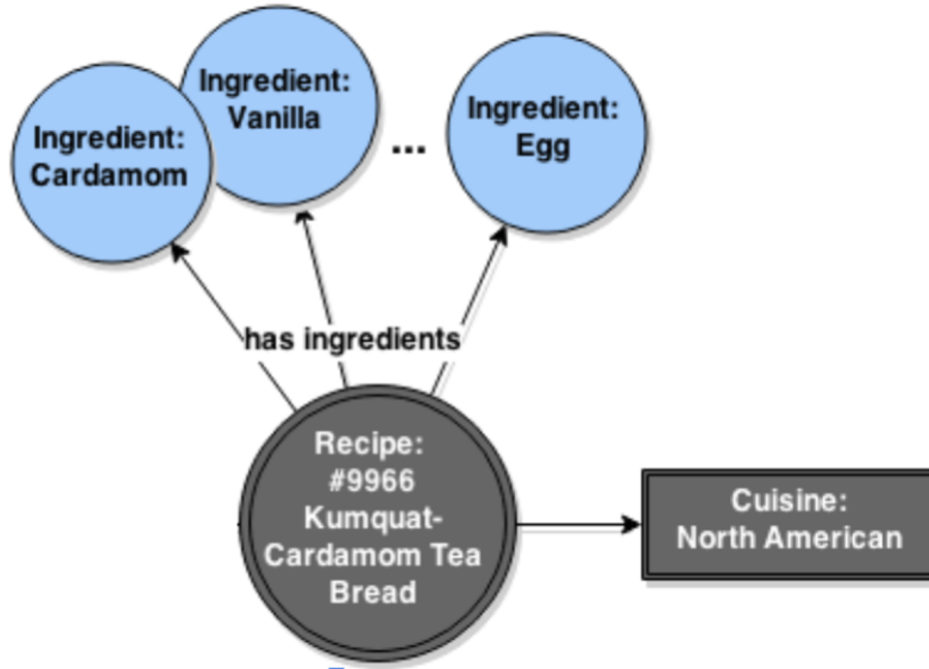 Ingredient:
Cardamom
Ingredient:
Vanilla
...
Ingredient:
Egg
has ingredients
Recipe:
#9966
Kumquat-
Cardamom Tea
Bread
Cuisine:
North American